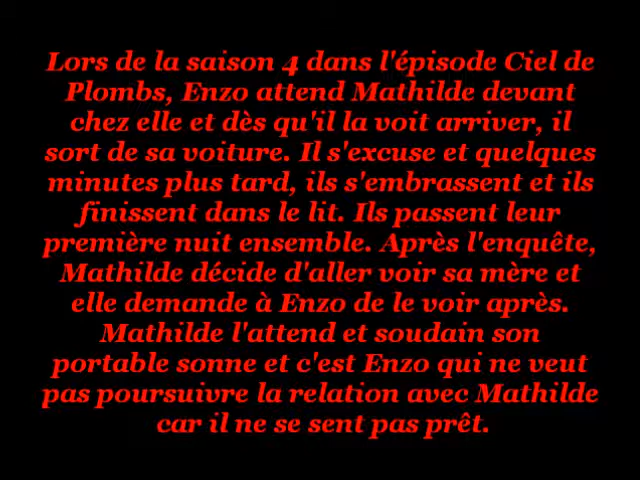 Lors de la saison 4 dans l'épisode Ciel de
Plombs, Enzo attend Mathilde devant
chez elle et dès qu'il la voit arriver, il
sort de sa voiture. Il s'excuse et quelques
minutes plus tard, ils s'embrassent et ils
finissent dans le lit. Ils passent leur
première nuit ensemble. Après l'enquête,
Mathilde décide d'aller voir sa mère et
elle demande à Enzo de le voir après.
Mathilde l'attend et soudain son
portable sonne et c'est Enzo qui ne veut
pas poursuivre la relation avec Mathilde
car il ne se sent pas prêt.